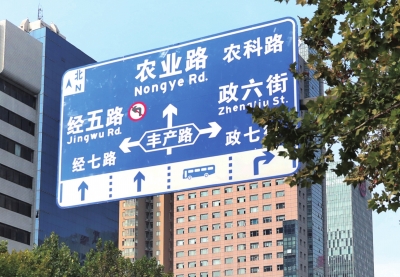 北
N
农业路
Nongye Rd.
农科路
经五路
Jingwu Rd.
政六街
Zhengliu St.
丰产路
经七路
政七